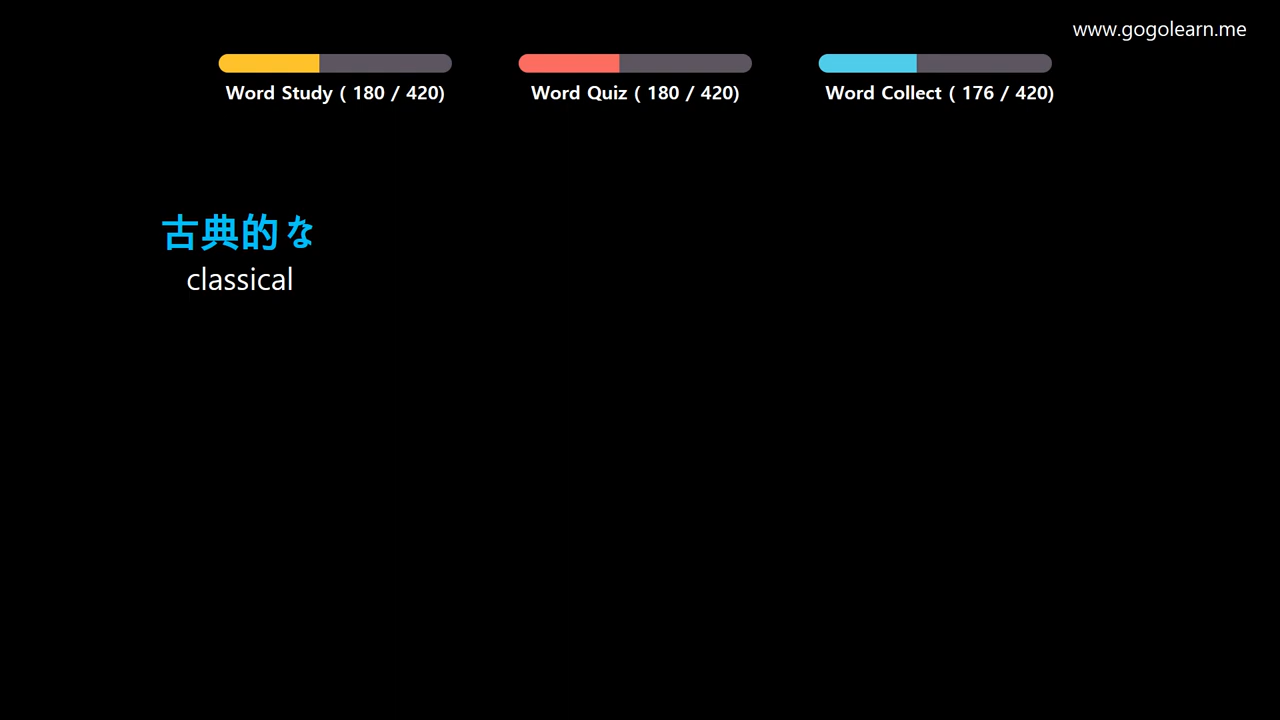 www.gogolearn.me
Word Study ( 180 / 420)
Word Quiz ( 180 / 420)
Word Collect ( 176 / 420)
古典的な
classical